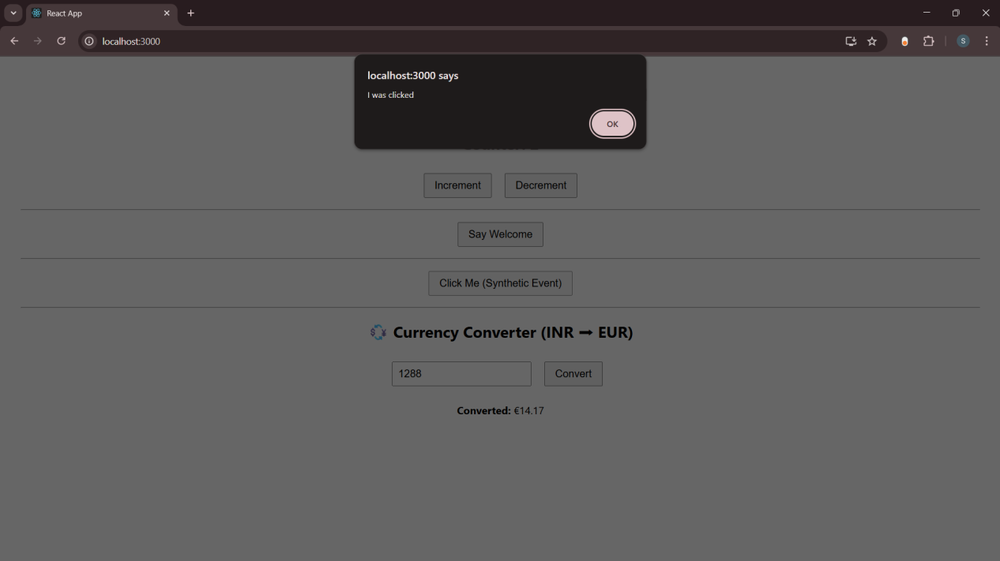 React App
localhost:3000
S
localhost:3000 says
I was clicked
OK
Increment Decrement
Say Welcome
Click Me (Synthetic Event)
Currency Converter (INR ➞ EUR)
1288 Convert
Converted: €14.17